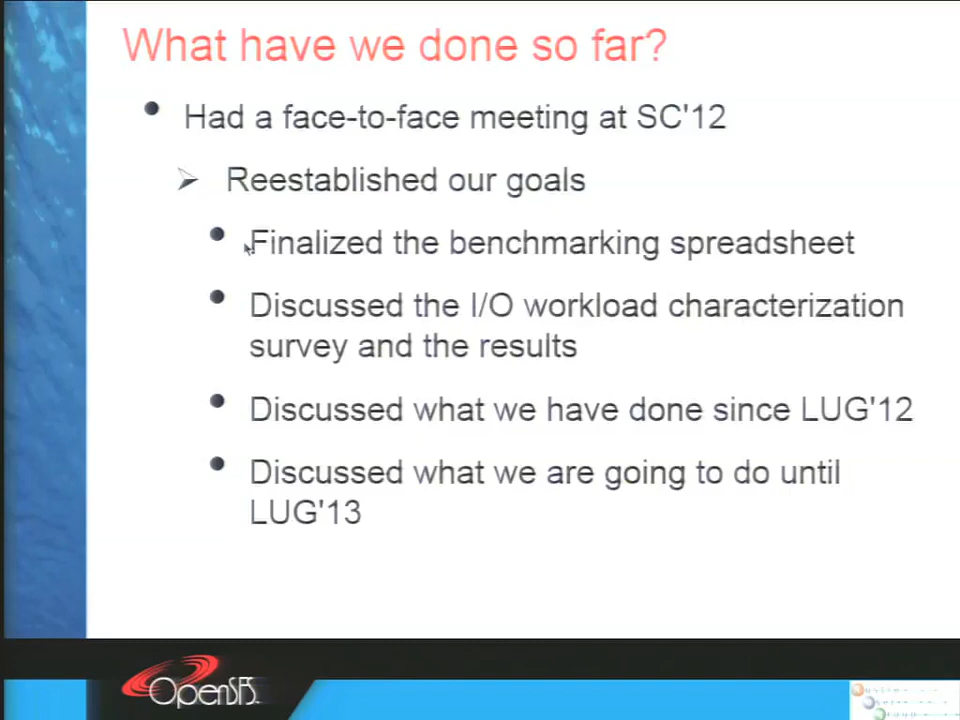 What have we done so far?
Had a face-to-face meeting at SC'12
Reestablished our goals
Finalized the benchmarking spreadsheet
Discussed the I/O workload characterization
survey and the results
Discussed what we have done since LUG'12
Discussed what we are going to do until
LUG'13
OpenSFS